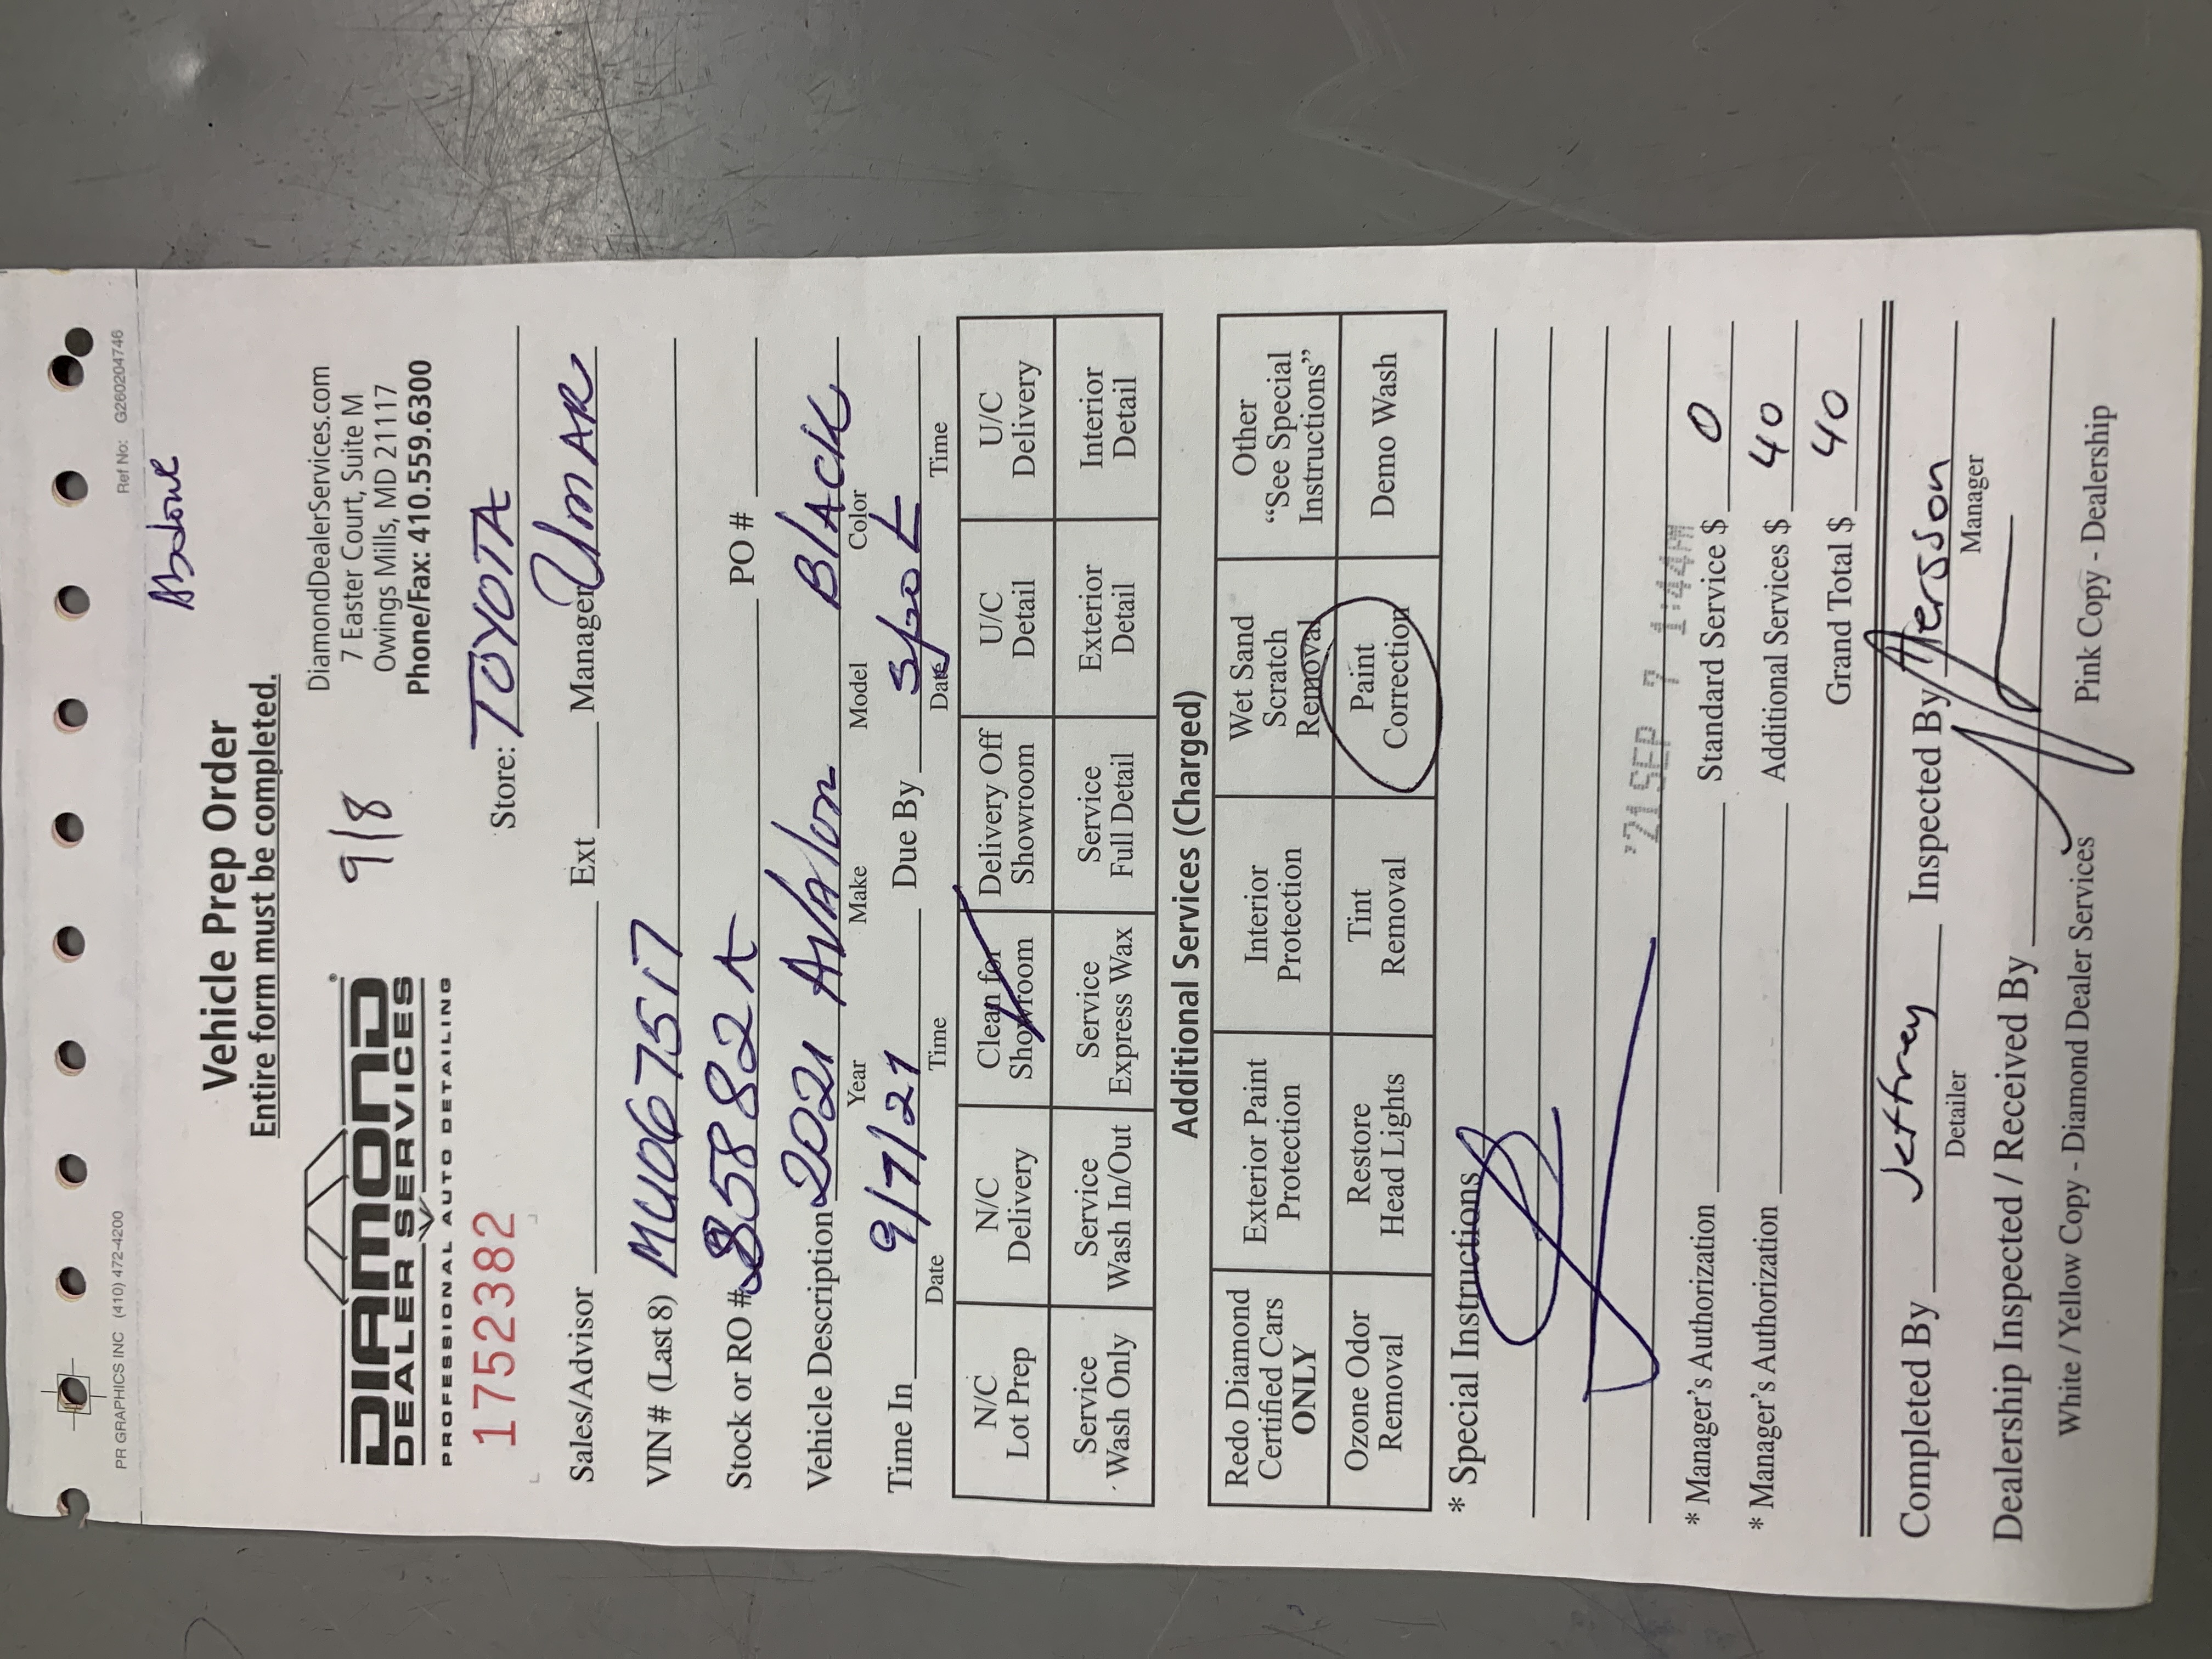 PR GRAPHICS INC (410) 472-4200 Ref No: G260204746
Vehicle Prep Order
Entire form must be completed.
DIAMOND®
DEALER SERVICES
PROFESSIONAL AUTO DETAILING
9/8
DiamondDealerServices.com
7 Easter Court, Suite M
Owings Mills, MD 21117
Phone/Fax: 410.559.6300
1752382
Store: TOYOTA
Sales/Advisor Ext Manager UMAR
VIN # (Last 8) MU067517
Stock or RO # 35882A PO #
Vehicle Description 2021 AVAlon BlACK
Year Make Model Color
Time In 9/7/21 Due By Spot
Date Time Date Time
N/C Lot Prep
N/C Delivery
Clean for Showroom
Delivery Off Showroom
U/C Detail
U/C Delivery
Service Wash Only
Service Wash In/Out
Service Express Wax
Service Full Detail
Exterior Detail
Interior Detail
Additional Services (Charged)
Redo Diamond Certified Cars ONLY
Exterior Paint Protection
Interior Protection
Wet Sand Scratch Removal
Other "See Special Instructions"
Ozone Odor Removal
Restore Head Lights
Tint Removal
Paint Correction
Demo Wash
* Special Instructions
'21 SEP 7 1:44PM
* Manager's Authorization Standard Service $ 0
* Manager's Authorization Additional Services $ 40
Grand Total $ 40
Completed By Jeffrey Inspected By
Detailer Manager
Dealership Inspected / Received By
White / Yellow Copy - Diamond Dealer Services Pink Copy - Dealership